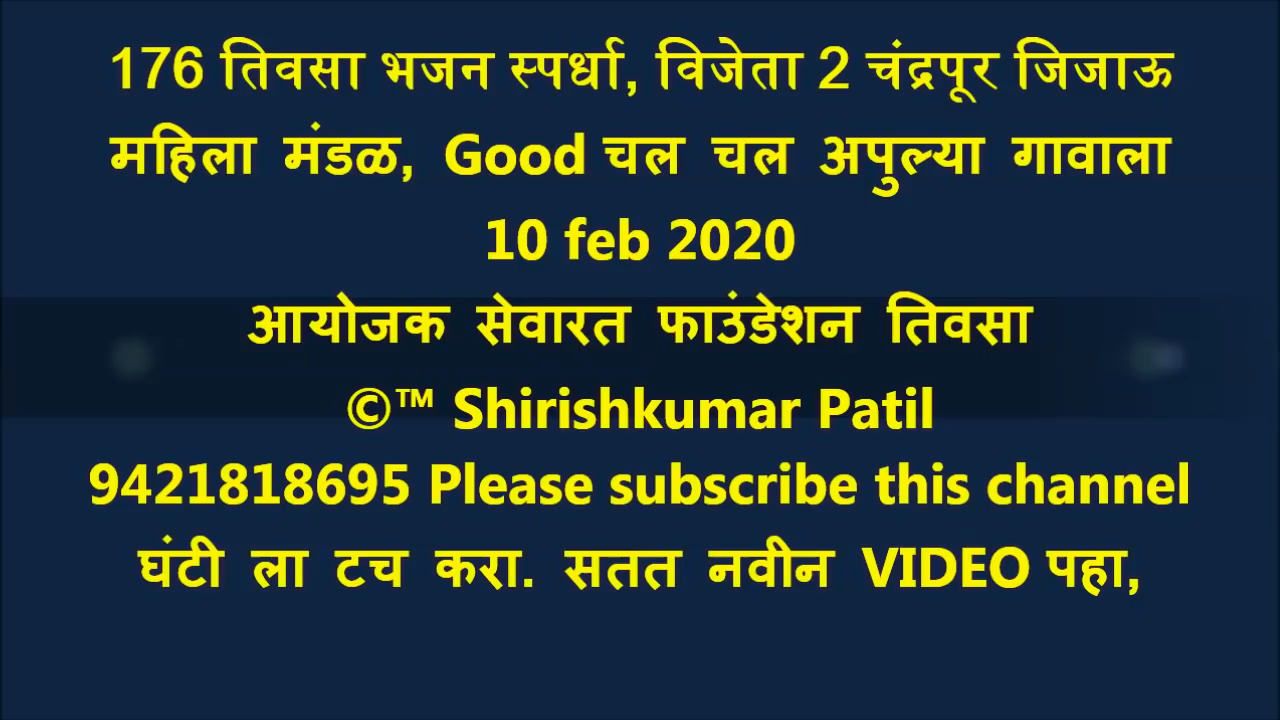 176 तिवसा भजन स्पर्धा, विजेता 2 चंद्रपूर जिजाऊ
महिला मंडळ, Good चल चल अपुल्या गावाला
10 feb 2020
आयोजक सेवारत फाउंडेशन तिवसा
©™ Shirishkumar Patil
9421818695 Please subscribe this channel
घंटी ला टच करा. सतत नवीन VIDEO पहा,